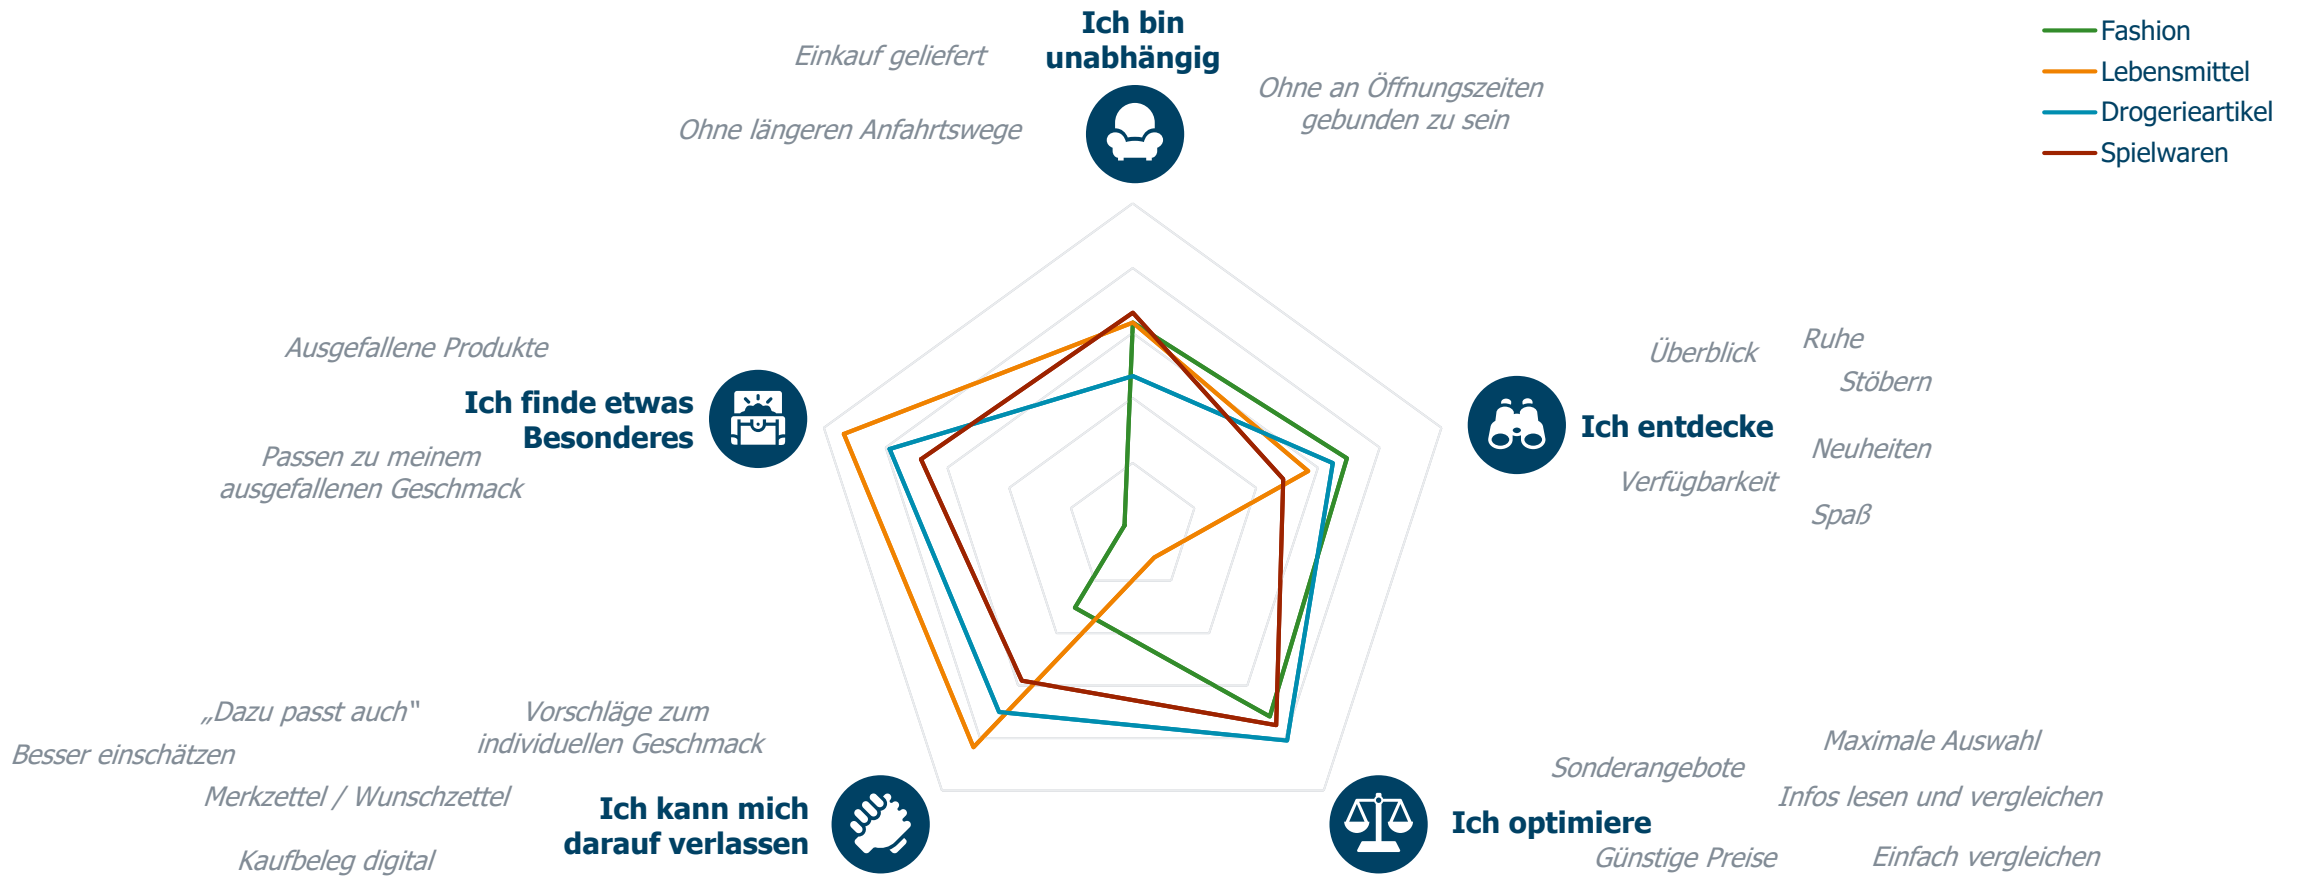 Ich bin
unabhängig
Einkauf geliefert
Ohne längeren Anfahrtswege
Ohne an Öffnungszeiten
gebunden zu sein
Fashion
Lebensmittel
Drogerieartikel
Spielwaren
Ausgefallene Produkte
Ich finde etwas
Besonderes
Passen zu meinem
ausgefallenen Geschmack
Überblick
Ruhe
Stöbern
Ich entdecke
Neuheiten
Verfügbarkeit
Spaß
„Dazu passt auch"
Vorschläge zum
individuellen Geschmack
Besser einschätzen
Merkzettel / Wunschzettel
Ich kann mich
darauf verlassen
Kaufbeleg digital
Maximale Auswahl
Sonderangebote
Infos lesen und vergleichen
Ich optimiere
Günstige Preise
Einfach vergleichen